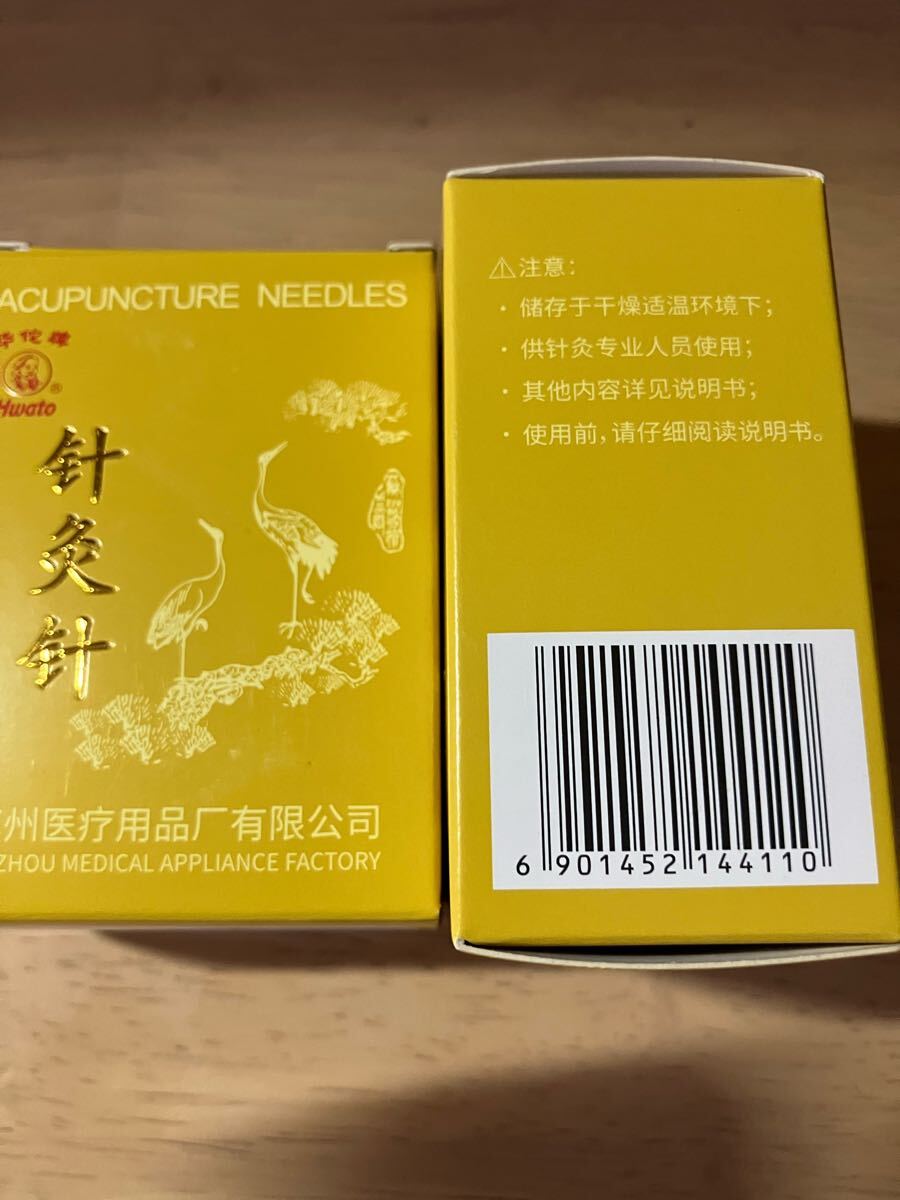 ACUPUNCTURE NEEDLES
佗牌
Hwato
®
针
灸
针
州医疗用品厂有限公司
ZHOU MEDICAL APPLIANCE FACTORY
⚠注意：
· 储存于干燥适温环境下；
· 供针灸专业人员使用；
· 其他内容详见说明书；
· 使用前，请仔细阅读说明书。
6 901452 144110